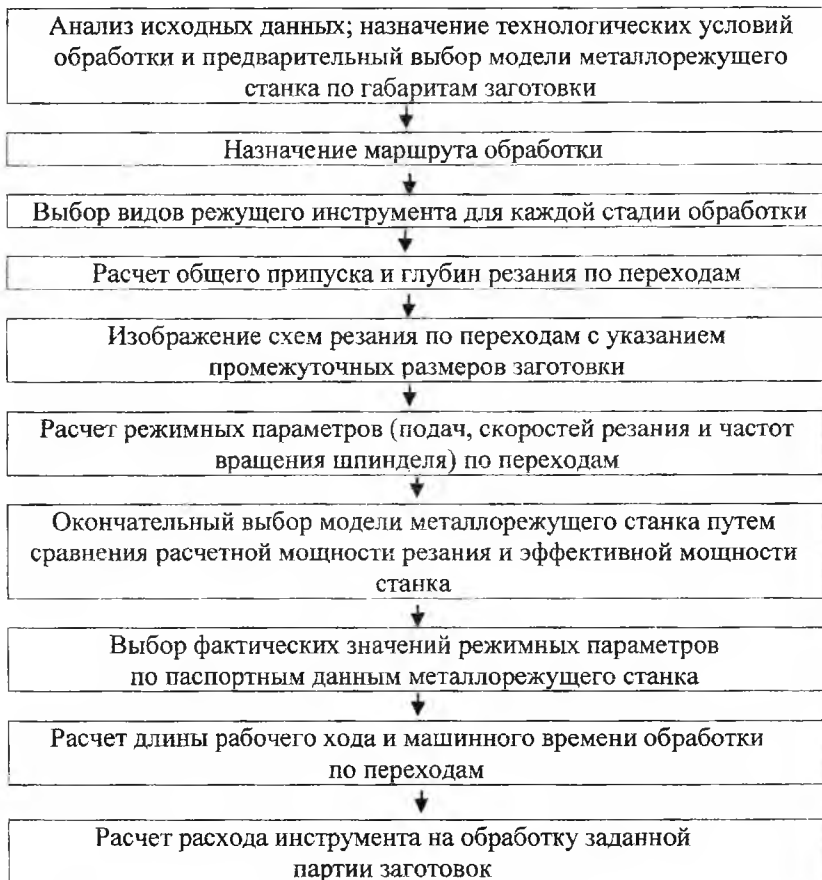 Анализ исходных данных; назначение технологических условий
обработки и предварительный выбор модели металлорежущего
станка по габаритам заготовки
Назначение маршрута обработки
Выбор видов режущего инструмента для каждой стадии обработки
Расчет общего припуска и глубин резания по переходам
Изображение схем резания по переходам с указанием
промежуточных размеров заготовки
Расчет режимных параметров (подач, скоростей резания и частот
вращения шпинделя) по переходам
Окончательный выбор модели металлорежущего станка путем
сравнения расчетной мощности резания и эффективной мощности
станка
Выбор фактических значений режимных параметров
по паспортным данным металлорежущего станка
Расчет длины рабочего хода и машинного времени обработки
по переходам
Расчет расхода инструмента на обработку заданной
партии заготовок